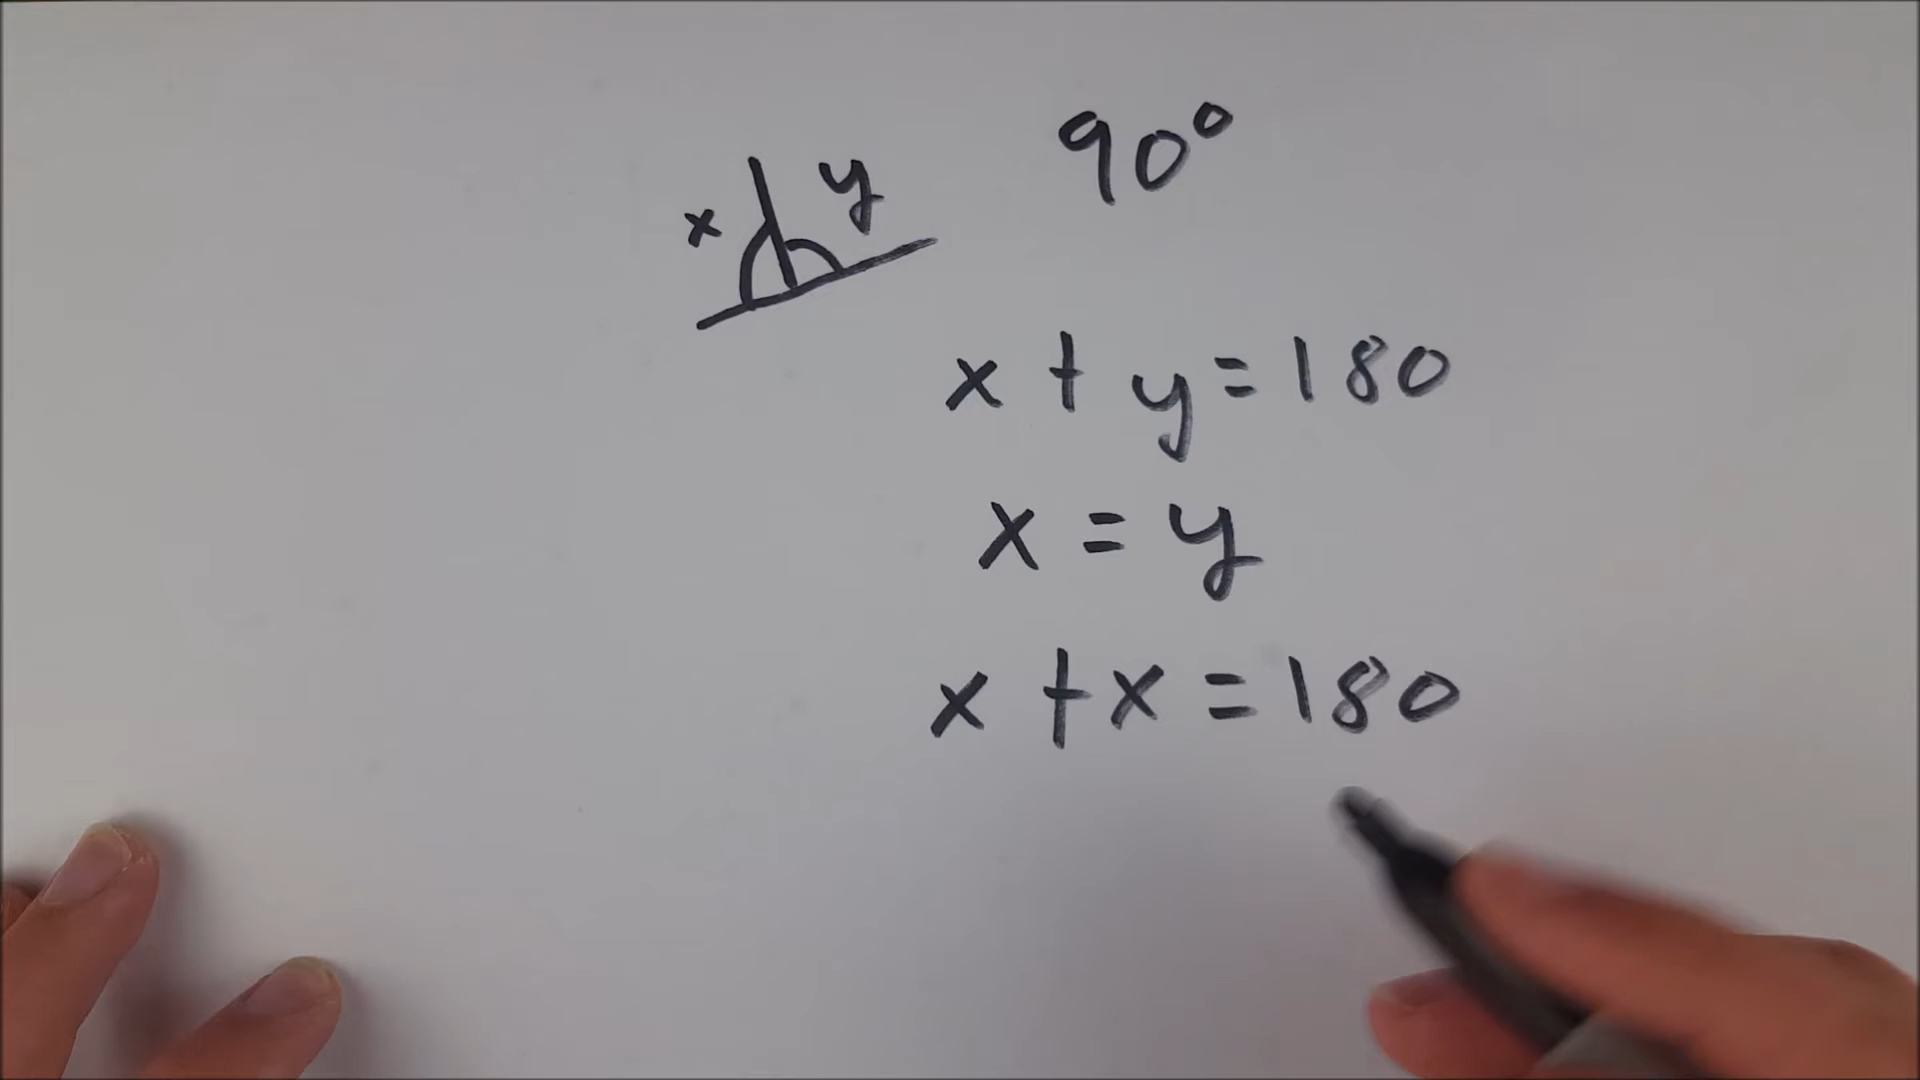 90°
x y
x + y = 180
x = y
x + x = 180